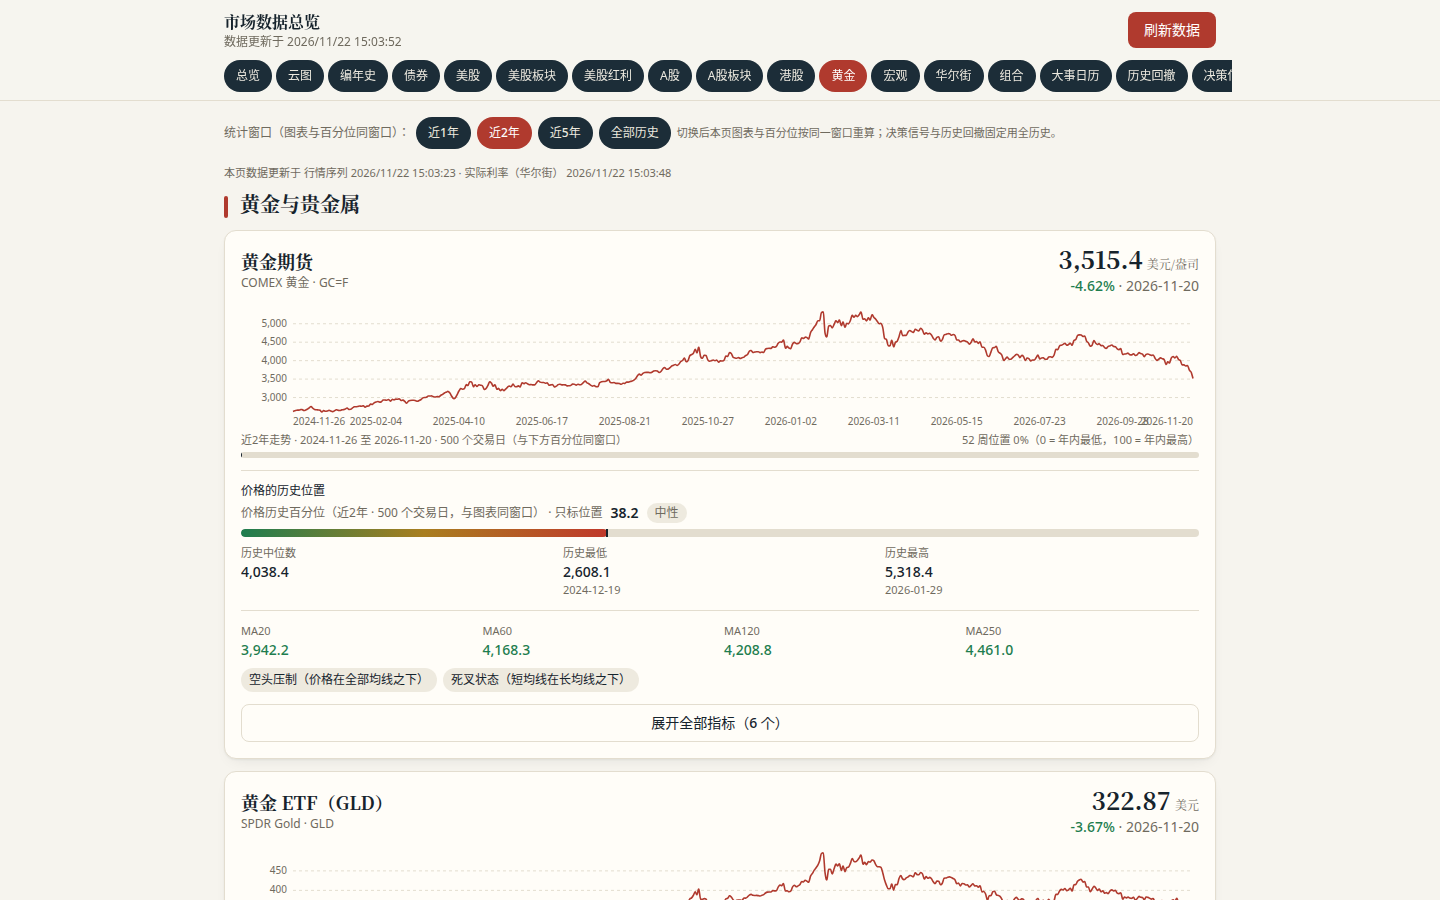 市场数据总览
数据更新于 2026/11/22 15:03:52
刷新数据
总览 云图 编年史 债券 美股 美股板块 美股红利 A股 A股板块 港股 黄金 宏观 华尔街 组合 大事日历 历史回撤 决策
统计窗口（图表与百分位同窗口）： 近1年 近2年 近5年 全部历史 切换后本页图表与百分位按同一窗口重算；决策信号与历史回撤固定用全历史。
本页数据更新于 行情序列 2026/11/22 15:03:23 · 实际利率（华尔街） 2026/11/22 15:03:48
黄金与贵金属
黄金期货
COMEX 黄金 · GC=F
3,515.4 美元/盎司
-4.62% · 2026-11-20
5,000
4,500
4,000
3,500
3,000
2024-11-26 2025-02-04 2025-04-10 2025-06-17 2025-08-21 2025-10-27 2026-01-02 2026-03-11 2026-05-15 2026-07-23 2026-09-28 2026-11-20
近2年走势 · 2024-11-26 至 2026-11-20 · 500 个交易日（与下方百分位同窗口）
52 周位置 0%（0 = 年内最低，100 = 年内最高）
价格的历史位置
价格历史百分位（近2年 · 500 个交易日，与图表同窗口） · 只标位置 38.2 中性
历史中位数 历史最低 历史最高
4,038.4 2,608.1 5,318.4
2024-12-19 2026-01-29
MA20 MA60 MA120 MA250
3,942.2 4,168.3 4,208.8 4,461.0
空头压制（价格在全部均线之下） 死叉状态（短均线在长均线之下）
展开全部指标（6 个）
黄金 ETF（GLD）
SPDR Gold · GLD
322.87 美元
-3.67% · 2026-11-20
450
400